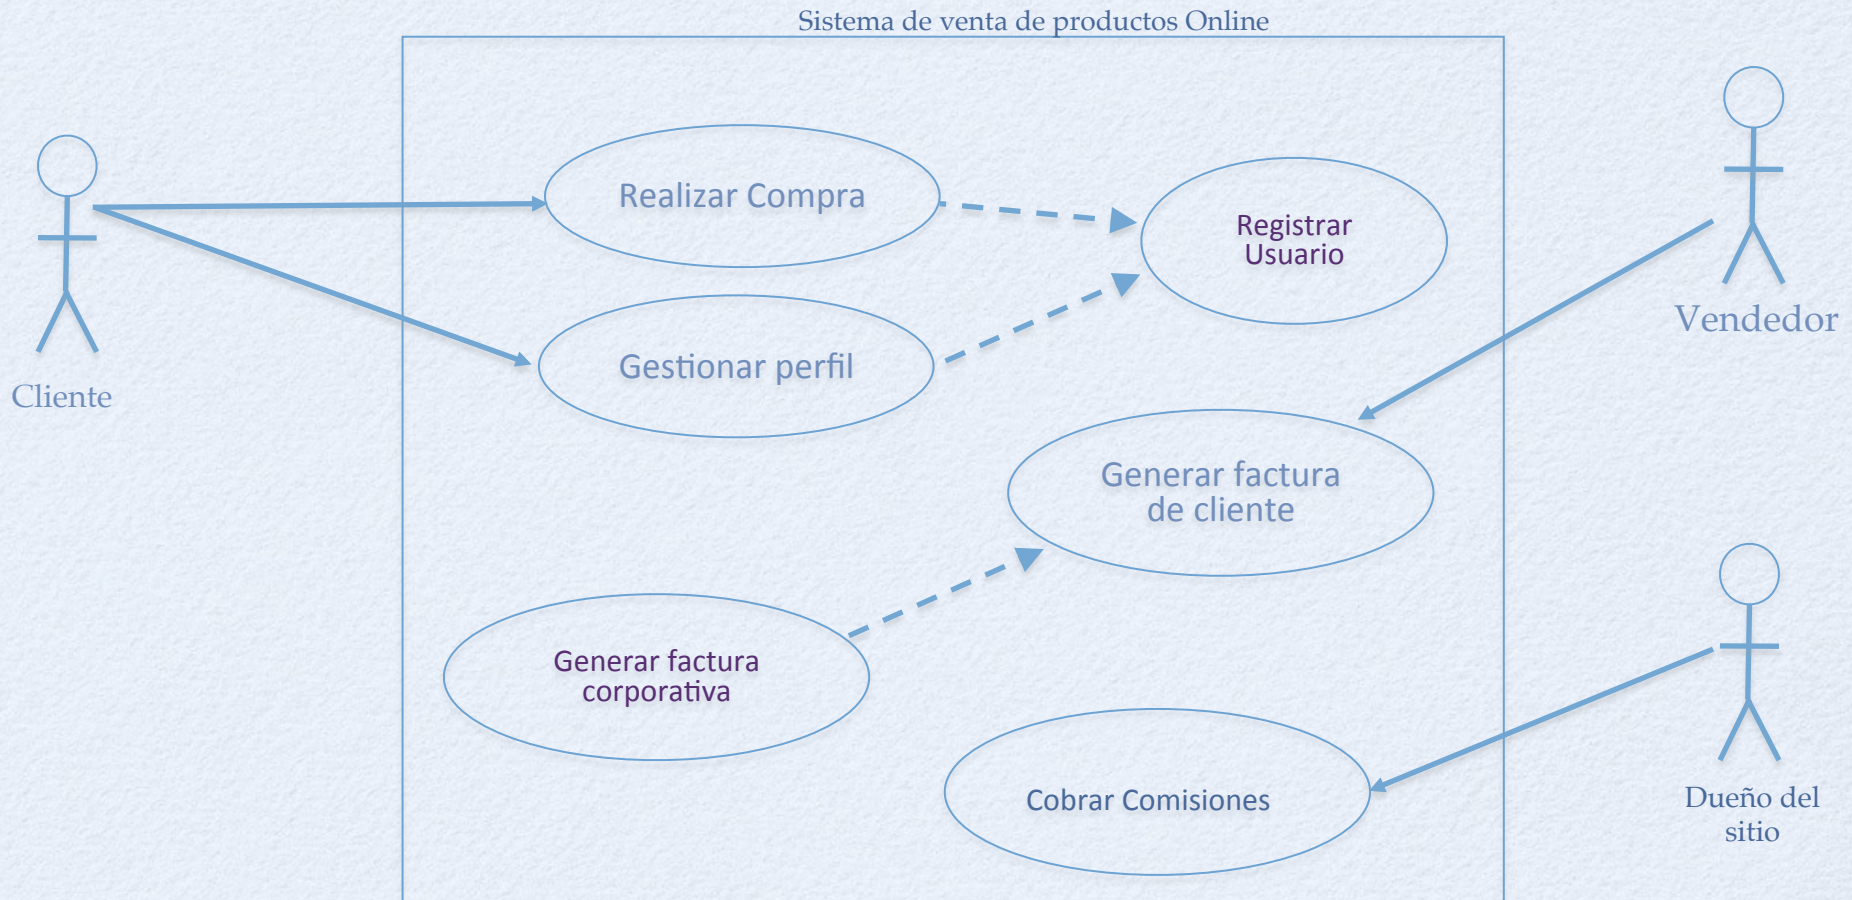 Sistema de venta de productos Online
Realizar Compra
Registrar
Usuario
Vendedor
Gestionar perfil
Cliente
Generar factura
de cliente
Generar factura
corporativa
Cobrar Comisiones
Dueño del
sitio